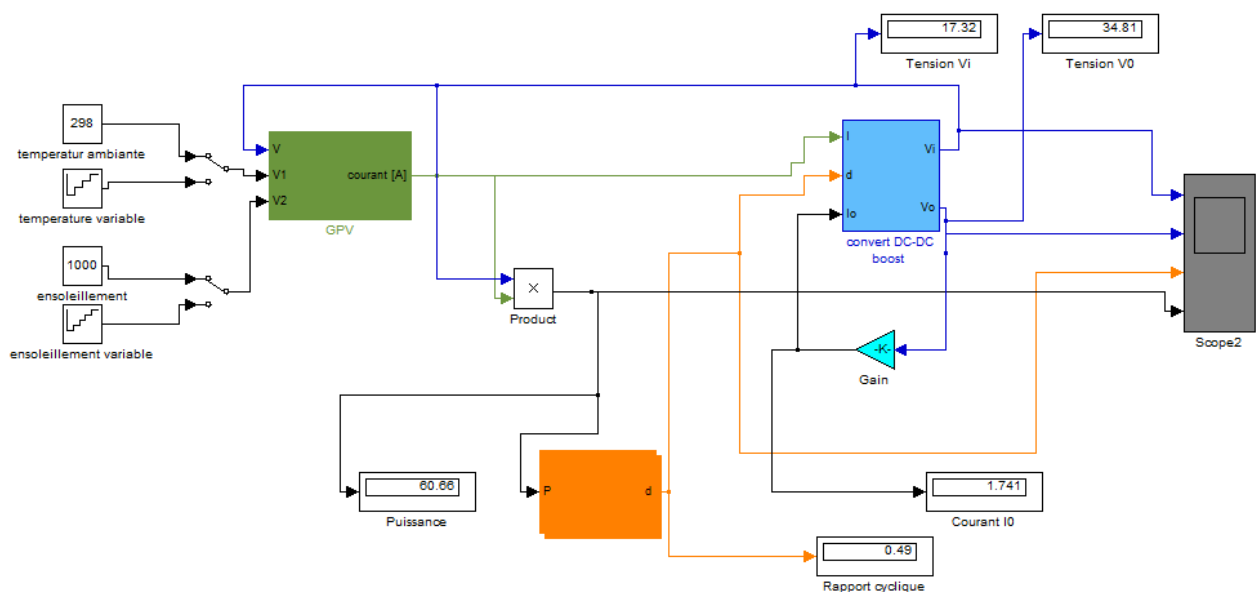 17.32
Tension Vi
34.81
Tension V0
298
temperatur ambiante
temperature variable
1000
ensoleillement
ensoleillement variable
V
V1
V2
courant [A]
GPV
I
d
Io
Vi
Vo
convert DC-DC
boost
×
Product
-K-
Gain
Scope2
60.66
Puissance
P
d
1.741
Courant I0
0.49
Rapport cyclique